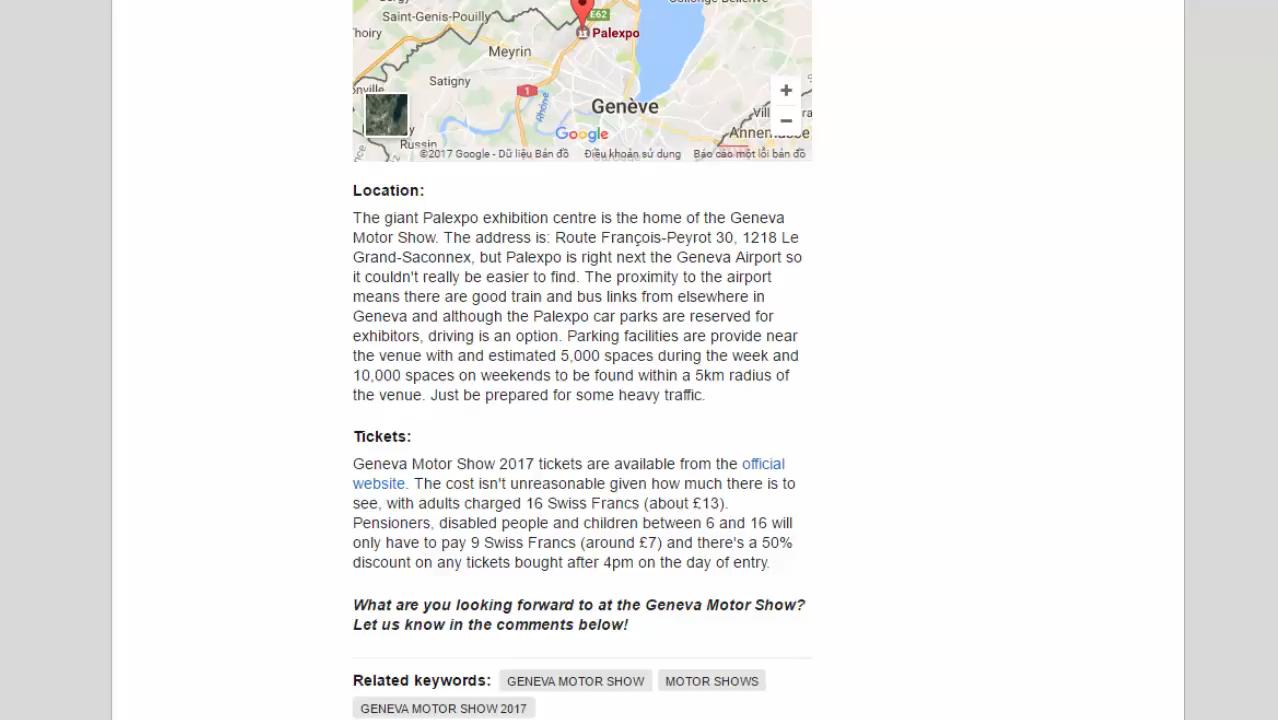 Saint-Genis-Pouilly
E62
Thoiry
Palexpo
Meyrin
Satigny
1
Rhône
Genève
Google
Annemasse
Russin
©2017 Google - Dữ liệu Bản đồ Điều khoản sử dụng Báo cáo một lỗi bản đồ
Location:
The giant Palexpo exhibition centre is the home of the Geneva
Motor Show. The address is: Route François-Peyrot 30, 1218 Le
Grand-Saconnex, but Palexpo is right next the Geneva Airport so
it couldn't really be easier to find. The proximity to the airport
means there are good train and bus links from elsewhere in
Geneva and although the Palexpo car parks are reserved for
exhibitors, driving is an option. Parking facilities are provide near
the venue with and estimated 5,000 spaces during the week and
10,000 spaces on weekends to be found within a 5km radius of
the venue. Just be prepared for some heavy traffic.
Tickets:
Geneva Motor Show 2017 tickets are available from the official
website. The cost isn't unreasonable given how much there is to
see, with adults charged 16 Swiss Francs (about £13).
Pensioners, disabled people and children between 6 and 16 will
only have to pay 9 Swiss Francs (around £7) and there's a 50%
discount on any tickets bought after 4pm on the day of entry.
What are you looking forward to at the Geneva Motor Show?
Let us know in the comments below!
Related keywords: GENEVA MOTOR SHOW MOTOR SHOWS
GENEVA MOTOR SHOW 2017